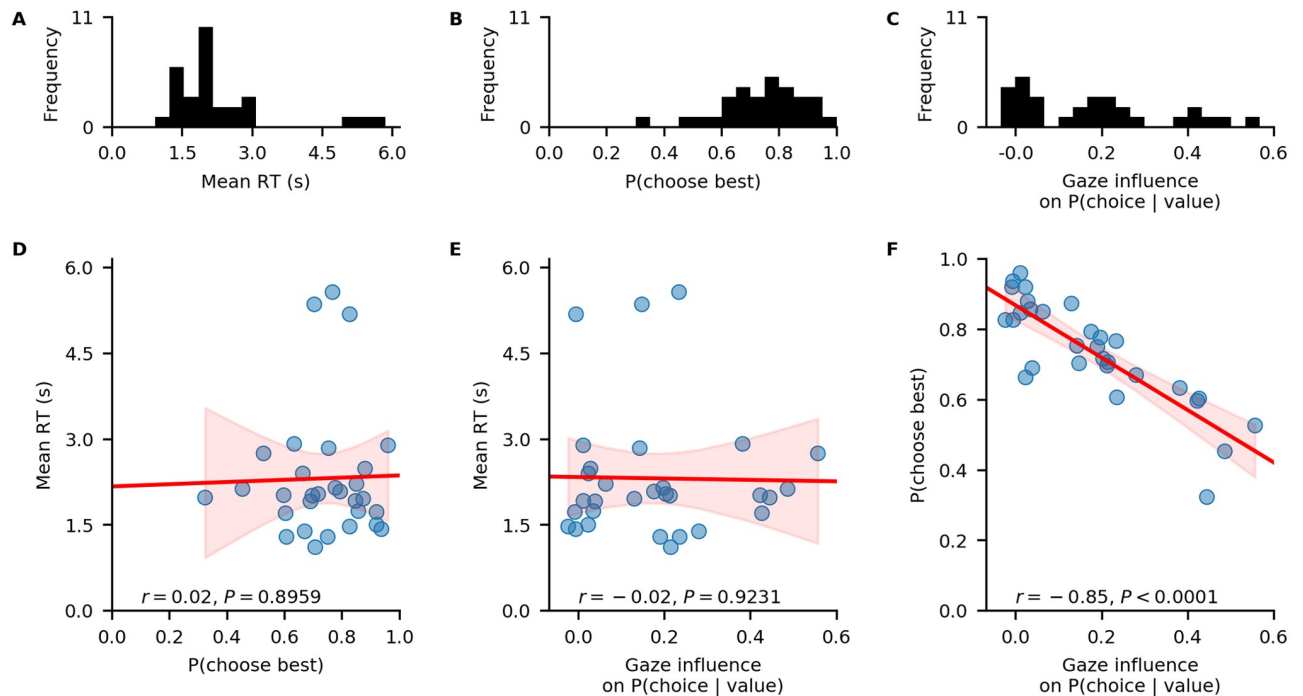 A
11
Frequency
0
0.0 1.5 3.0 4.5 6.0
Mean RT (s)
B
0.0 0.2 0.4 0.6 0.8 1.0
P(choose best)
C
11
Frequency
0
-0.0 0.2 0.4 0.6
Gaze influence
on P(choice | value)
D
6.0
4.5
Mean RT (s)
3.0
1.5
0.0
r = 0.02, P = 0.8959
0.0 0.2 0.4 0.6 0.8 1.0
P(choose best)
E
6.0
4.5
Mean RT (s)
3.0
1.5
0.0
r = −0.02, P = 0.9231
0.0 0.2 0.4 0.6
Gaze influence
on P(choice | value)
F
1.0
0.8
0.6
P(choose best)
0.4
0.2
0.0
r = −0.85, P < 0.0001
0.0 0.2 0.4 0.6
Gaze influence
on P(choice | value)